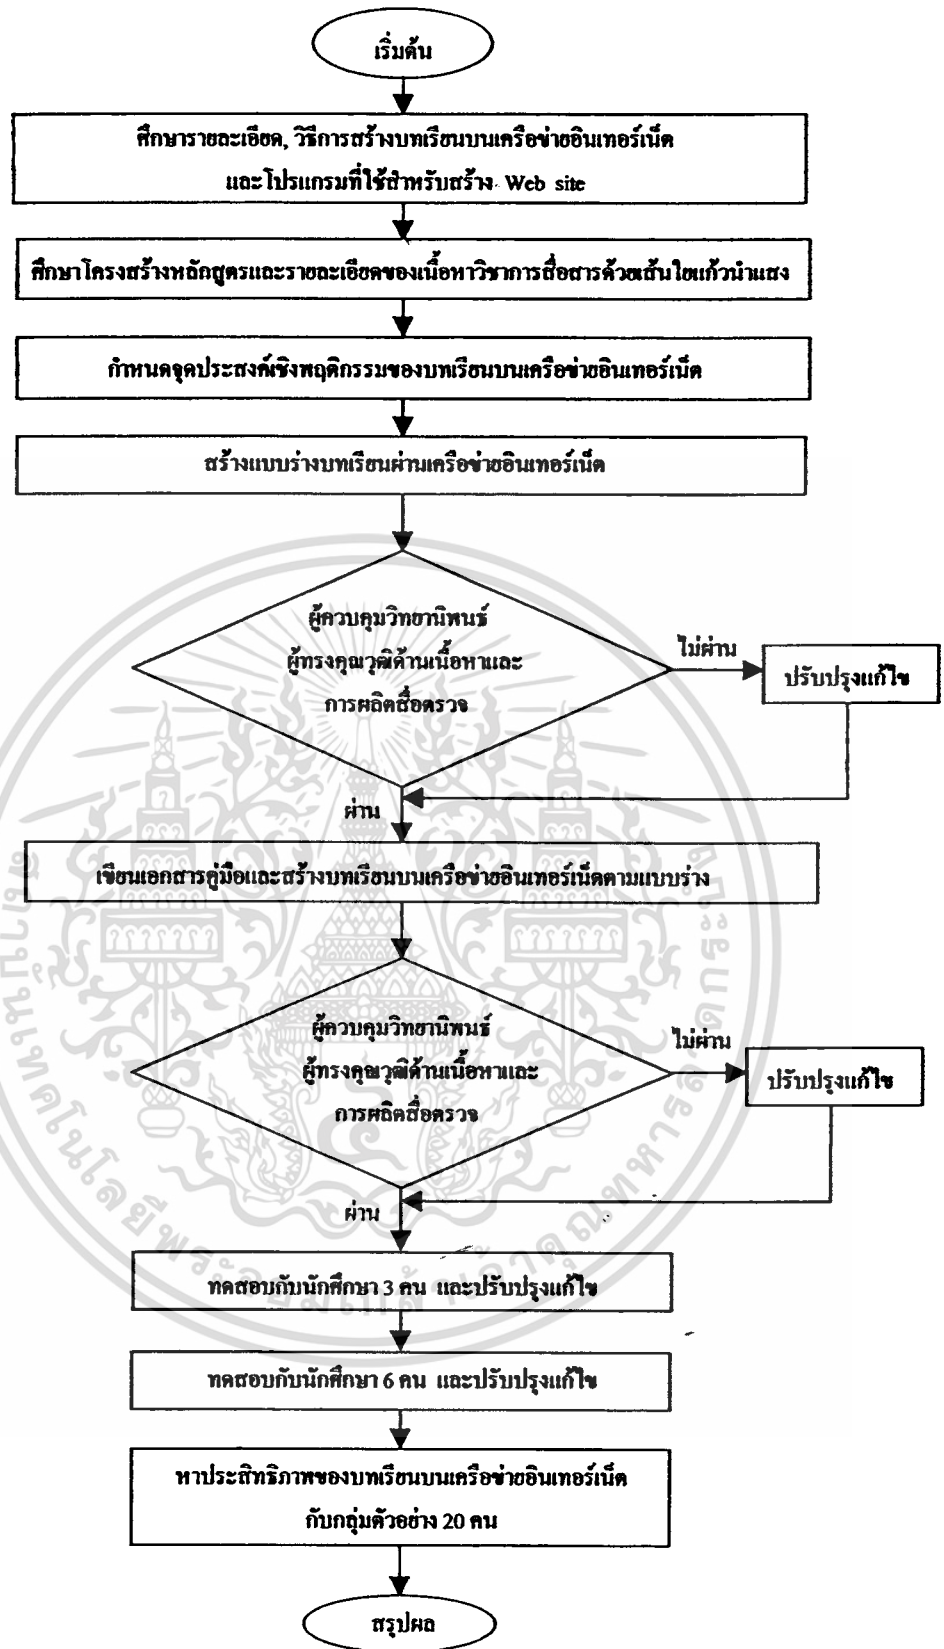 เริ่มต้น
ศึกษารายละเอียด, วิธีการสร้างบทเรียนบนเครือข่ายอินเทอร์เน็ต
และโปรแกรมที่ใช้สำหรับสร้าง Web site
ศึกษาโครงสร้างหลักสูตรและรายละเอียดของเนื้อหาวิชาการสื่อสารด้วยเส้นใยแก้วนำแสง
กำหนดจุดประสงค์เชิงพฤติกรรมของบทเรียนบนเครือข่ายอินเทอร์เน็ต
สร้างแบบร่างบทเรียนผ่านเครือข่ายอินเทอร์เน็ต
ผู้ควบคุมวิทยานิพนธ์
ผู้ทรงคุณวุฒิด้านเนื้อหาและ
การผลิตสื่อตรวจ
ไม่ผ่าน
ปรับปรุงแก้ไข
ผ่าน
เขียนเอกสารคู่มือและสร้างบทเรียนบนเครือข่ายอินเทอร์เน็ตตามแบบร่าง
ผู้ควบคุมวิทยานิพนธ์
ผู้ทรงคุณวุฒิด้านเนื้อหาและ
การผลิตสื่อตรวจ
ไม่ผ่าน
ปรับปรุงแก้ไข
ผ่าน
ทดสอบกับนักศึกษา 3 คน และปรับปรุงแก้ไข
ทดสอบกับนักศึกษา 6 คน และปรับปรุงแก้ไข
หาประสิทธิภาพของบทเรียนบนเครือข่ายอินเทอร์เน็ต
กับกลุ่มตัวอย่าง 20 คน
สรุปผล